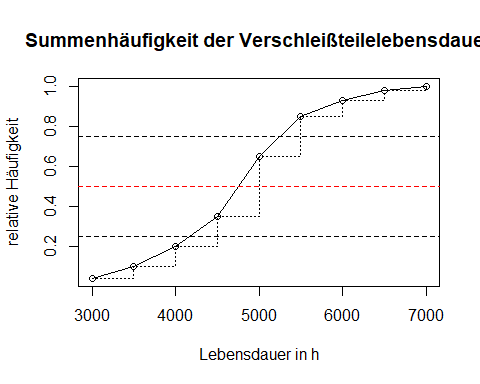 Summenhäufigkeit der Verschleißteilelebensdaue
relative Häufigkeit
1.0
0.8
0.6
0.4
0.2
3000 4000 5000 6000 7000
Lebensdauer in h